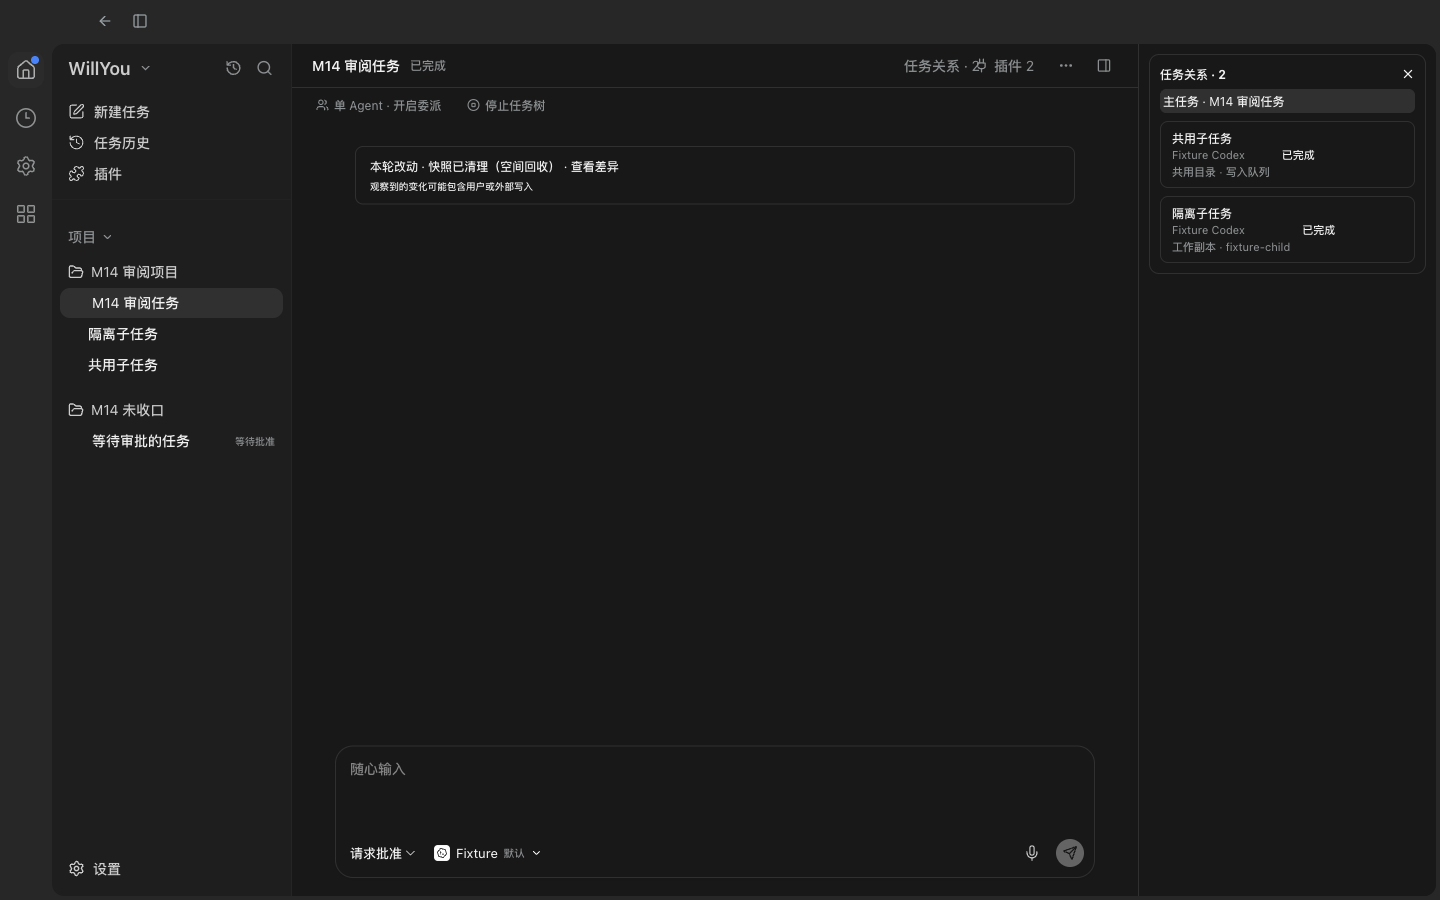 WillYou
新建任务
任务历史
插件
项目
M14 审阅项目
M14 审阅任务
隔离子任务
共用子任务
M14 未收口
等待审批的任务 等待批准
设置
M14 审阅任务 已完成
任务关系 · 2 插件 2
单 Agent · 开启委派 停止任务树
本轮改动 · 快照已清理（空间回收） · 查看差异
观察到的变化可能包含用户或外部写入
随心输入
请求批准 Fixture 默认
任务关系 · 2
主任务 · M14 审阅任务
共用子任务
Fixture Codex 已完成
共用目录 · 写入队列
隔离子任务
Fixture Codex 已完成
工作副本 · fixture-child